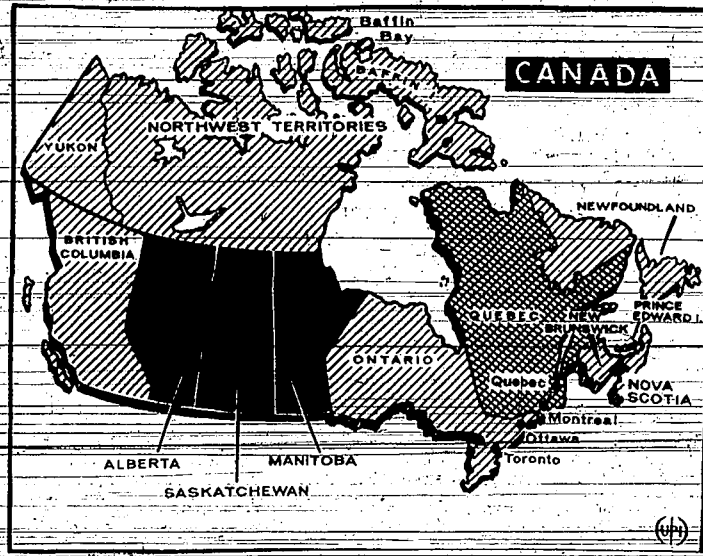 Baffin
Bay
BAFFIN
CANADA
NORTHWEST TERRITORIES
YUKON
NEWFOUNDLAND
BRITISH
COLUMBIA
PRINCE
EDWARD I.
QUEBEC
NEW
BRUNSWICK
ONTARIO
Quebec
NOVA
SCOTIA
Montreal
Ottawa
Toronto
ALBERTA
MANITOBA
SASKATCHEWAN
UPI